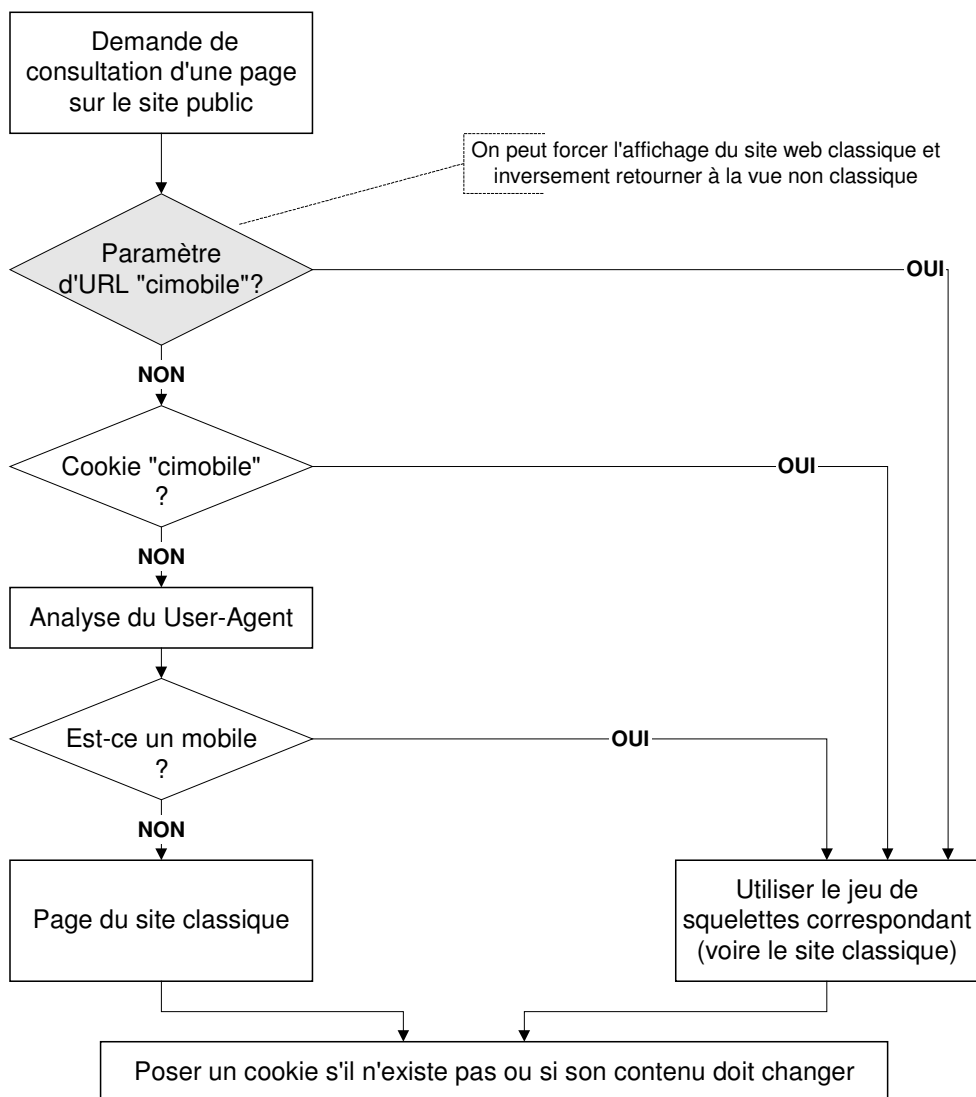 Demande de
consultation d'une page
sur le site public
On peut forcer l'affichage du site web classique et
inversement retourner à la vue non classique
Paramètre
d'URL "cimobile"?
OUI
NON
Cookie "cimobile"
?
OUI
NON
Analyse du User-Agent
Est-ce un mobile
?
OUI
NON
Page du site classique
Utiliser le jeu de
squelettes correspondant
(voire le site classique)
Poser un cookie s'il n'existe pas ou si son contenu doit changer